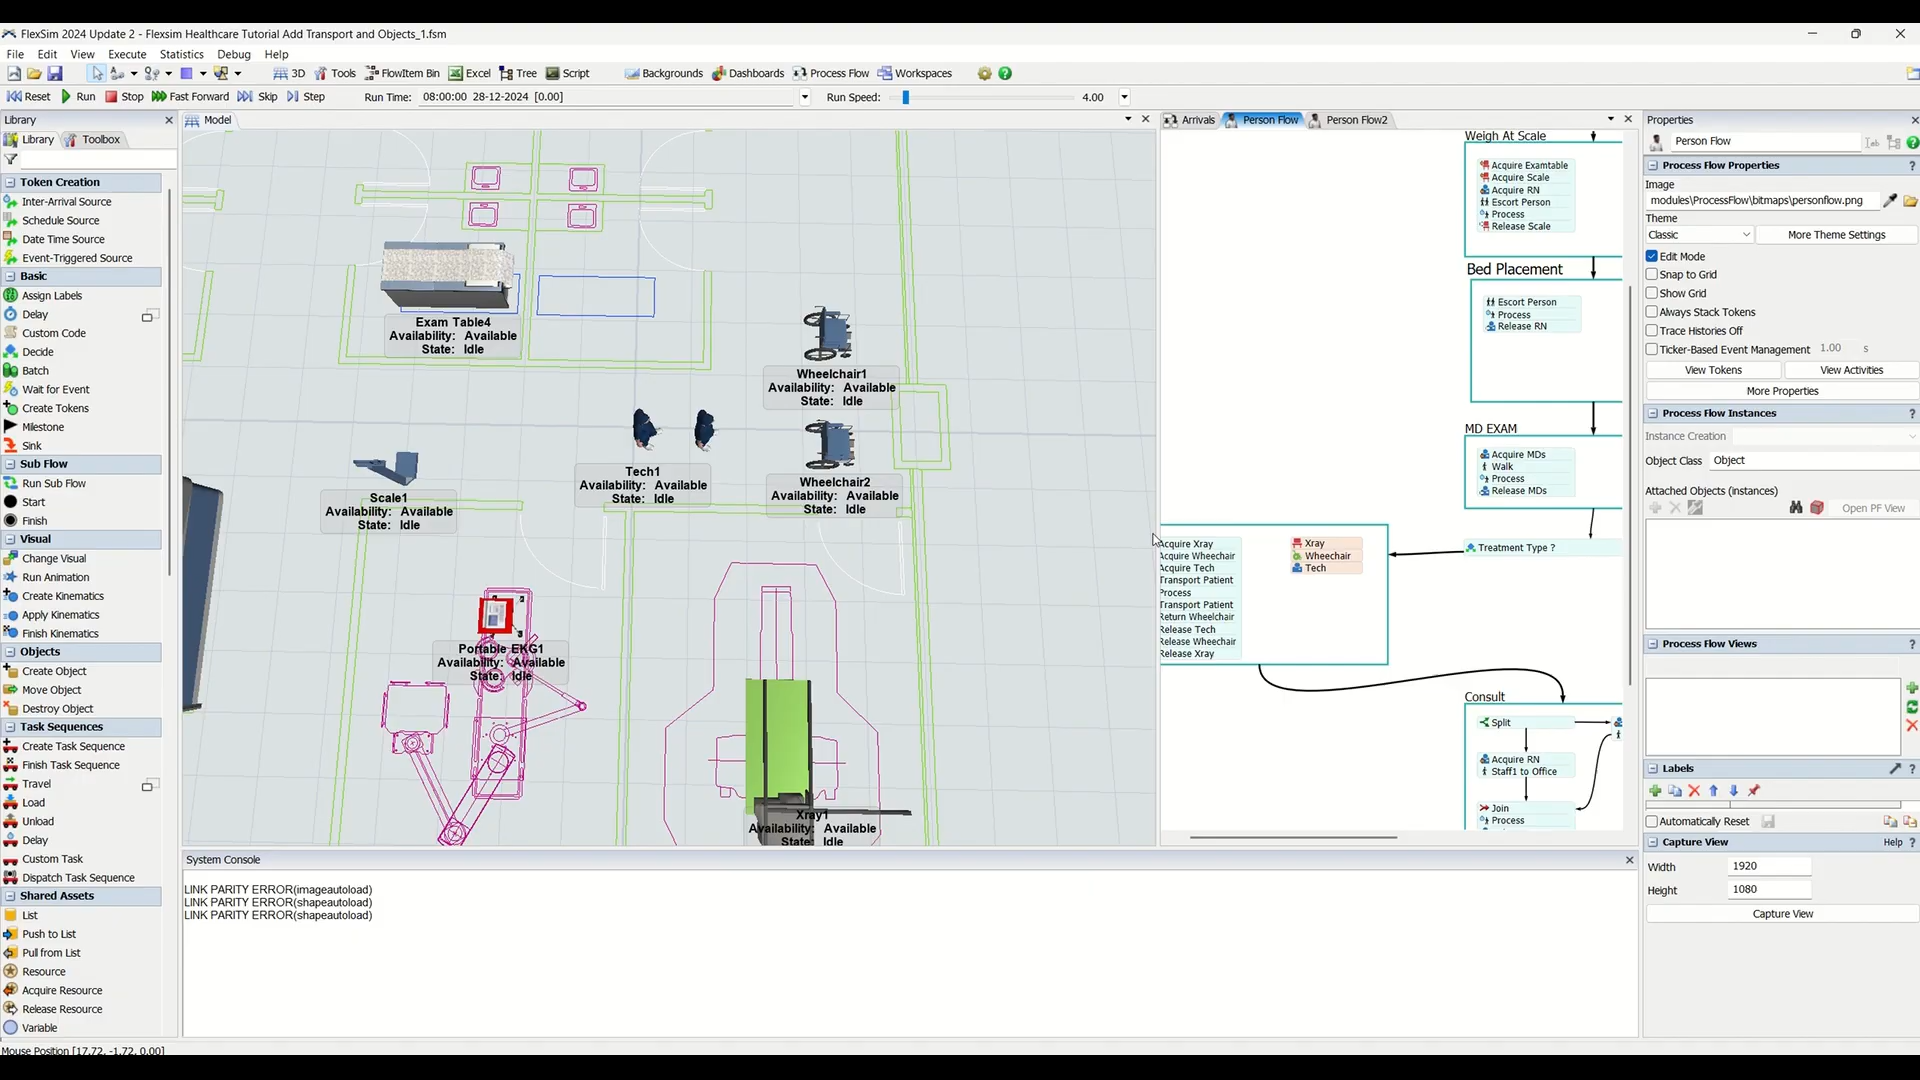 FlexSim 2024 Update 2 - Flexsim Healthcare Tutorial Add Transport and Objects_1.fsm
File Edit View Execute Statistics Debug Help
3D Tools FlowItem Bin Excel Tree Script Backgrounds Dashboards Process Flow Workspaces
Reset Run Stop Fast Forward Skip Step Run Time: 08:00:00 28-12-2024 [0.00] Run Speed: 4.00
Library
Library Toolbox
Token Creation
Inter-Arrival Source
Schedule Source
Date Time Source
Event-Triggered Source
Basic
Assign Labels
Delay
Custom Code
Decide
Batch
Wait for Event
Create Tokens
Milestone
Sink
Sub Flow
Run Sub Flow
Start
Finish
Visual
Change Visual
Run Animation
Create Kinematics
Apply Kinematics
Finish Kinematics
Objects
Create Object
Move Object
Destroy Object
Task Sequences
Create Task Sequence
Finish Task Sequence
Travel
Load
Unload
Delay
Custom Task
Dispatch Task Sequence
Shared Assets
List
Push to List
Pull from List
Resource
Acquire Resource
Release Resource
Variable
Mouse Position [17.72, -1.72, 0.00]
Model
Exam Table4
Availability: Available
State: Idle
Wheelchair1
Availability: Available
State: Idle
Scale1
Availability: Available
State: Idle
Tech1
Availability: Available
State: Idle
Wheelchair2
Availability: Available
State: Idle
Portable EKG1
Availability: Available
State: Idle
Xray1
Availability: Available
State: Idle
System Console
LINK PARITY ERROR(imageautoload)
LINK PARITY ERROR(shapeautoload)
LINK PARITY ERROR(shapeautoload)
Arrivals Person Flow Person Flow2
Weigh At Scale
Acquire Examtable
Acquire Scale
Acquire RN
Escort Person
Process
Release Scale
Bed Placement
Escort Person
Process
Release RN
MD EXAM
Acquire MDs
Walk
Process
Release MDs
Treatment Type ?
Acquire Xray
Acquire Wheechair
Acquire Tech
Transport Patient
Process
Transport Patient
Return Wheelchair
Release Tech
Release Wheechair
Release Xray
Xray
Wheechair
Tech
Consult
Split
Acquire RN
Staff1 to Office
Join
Process
Properties
Person Flow
Process Flow Properties ?
Image
modules\ProcessFlow\bitmaps\personflow.png
Theme
Classic More Theme Settings
Edit Mode
Snap to Grid
Show Grid
Always Stack Tokens
Trace Histories Off
Ticker-Based Event Management 1.00 s
View Tokens View Activities
More Properties
Process Flow Instances ?
Instance Creation
Object Class Object
Attached Objects (instances)
Open PF View
Process Flow Views ?
Labels ?
Automatically Reset
Capture View Help ?
Width 1920
Height 1080
Capture View